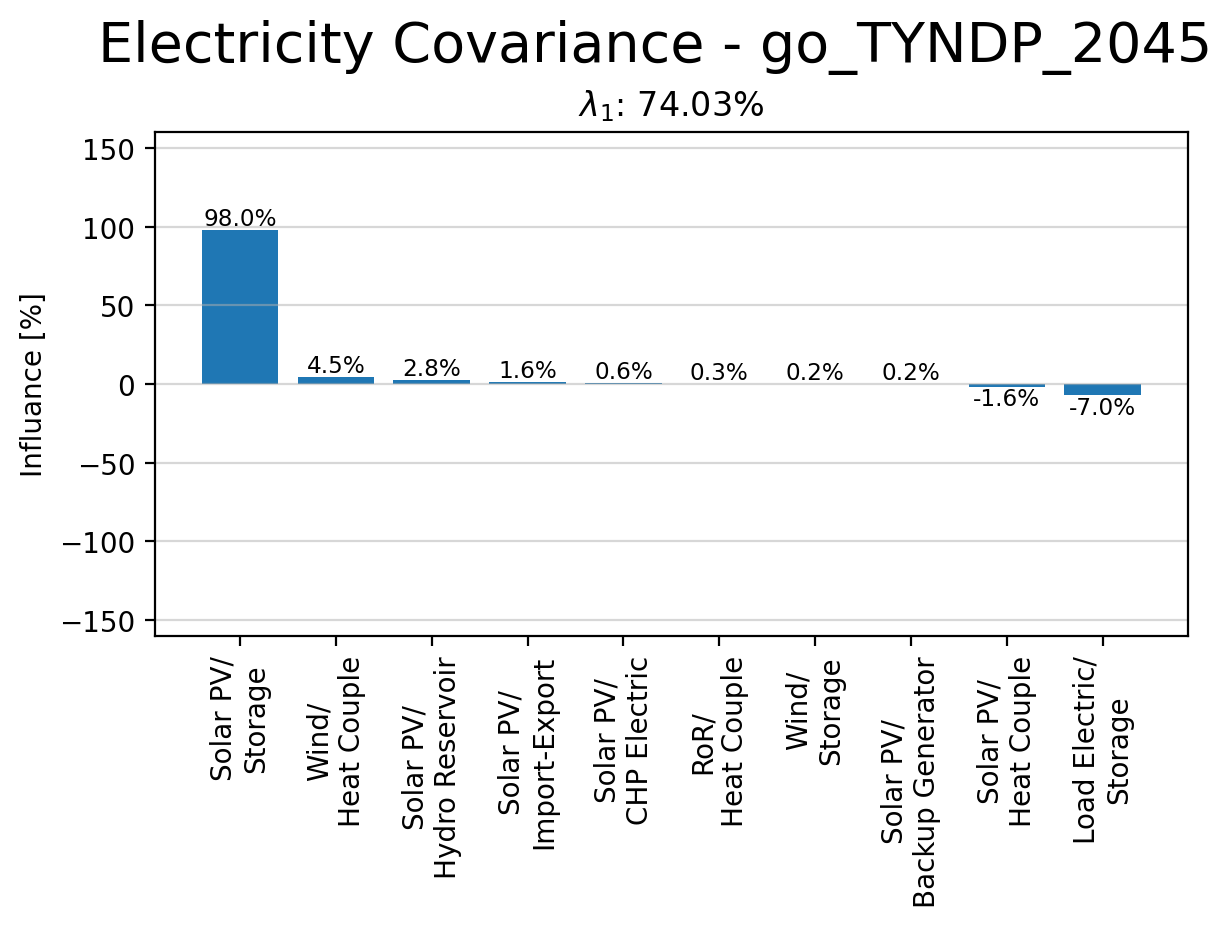 Electricity Covariance - go_TYNDP_2045
λ1: 74.03%
Influance [%]
150
100
50
0
−50
−100
−150
98.0%
4.5%
2.8%
1.6%
0.6%
0.3%
0.2%
0.2%
-1.6%
-7.0%
Solar PV/
Storage
Wind/
Heat Couple
Solar PV/
Hydro Reservoir
Solar PV/
Import-Export
Solar PV/
CHP Electric
RoR/
Heat Couple
Wind/
Storage
Solar PV/
Backup Generator
Solar PV/
Heat Couple
Load Electric/
Storage